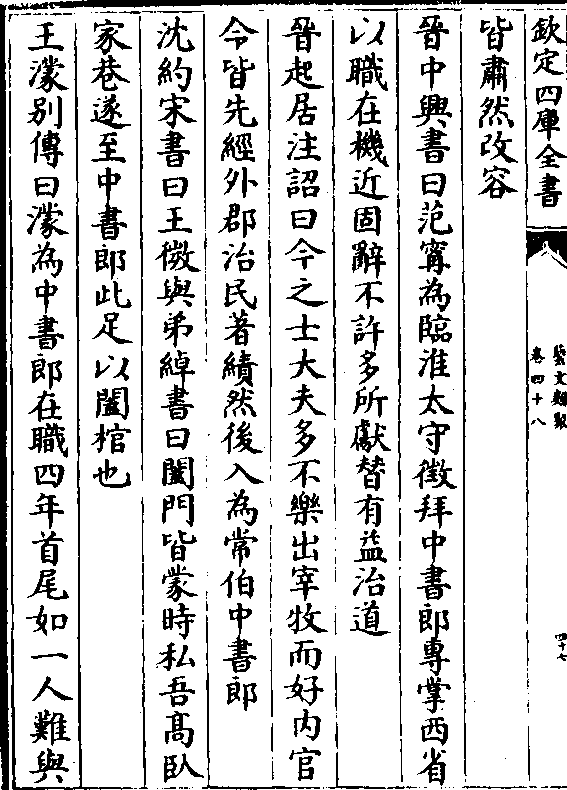 欽定四庫全書
藝文類聚
卷四十八
四十七
皆肅然改容
晉中興書曰范寗為臨淮太守徵拜中書郎專掌西省
以職在機近固辭不許多所獻替有益治道
晉起居注詔曰今之士大夫多不樂出宰牧而好内官
令皆先經外郡治民著績然後入為常伯中書郎
沈約宋書曰王微與弟綽書曰闔門皆蒙時私吾髙臥
家巷遂至中書郎此足以闔棺也
王濛别傳曰濛為中書郎在職四年首尾如一人難與